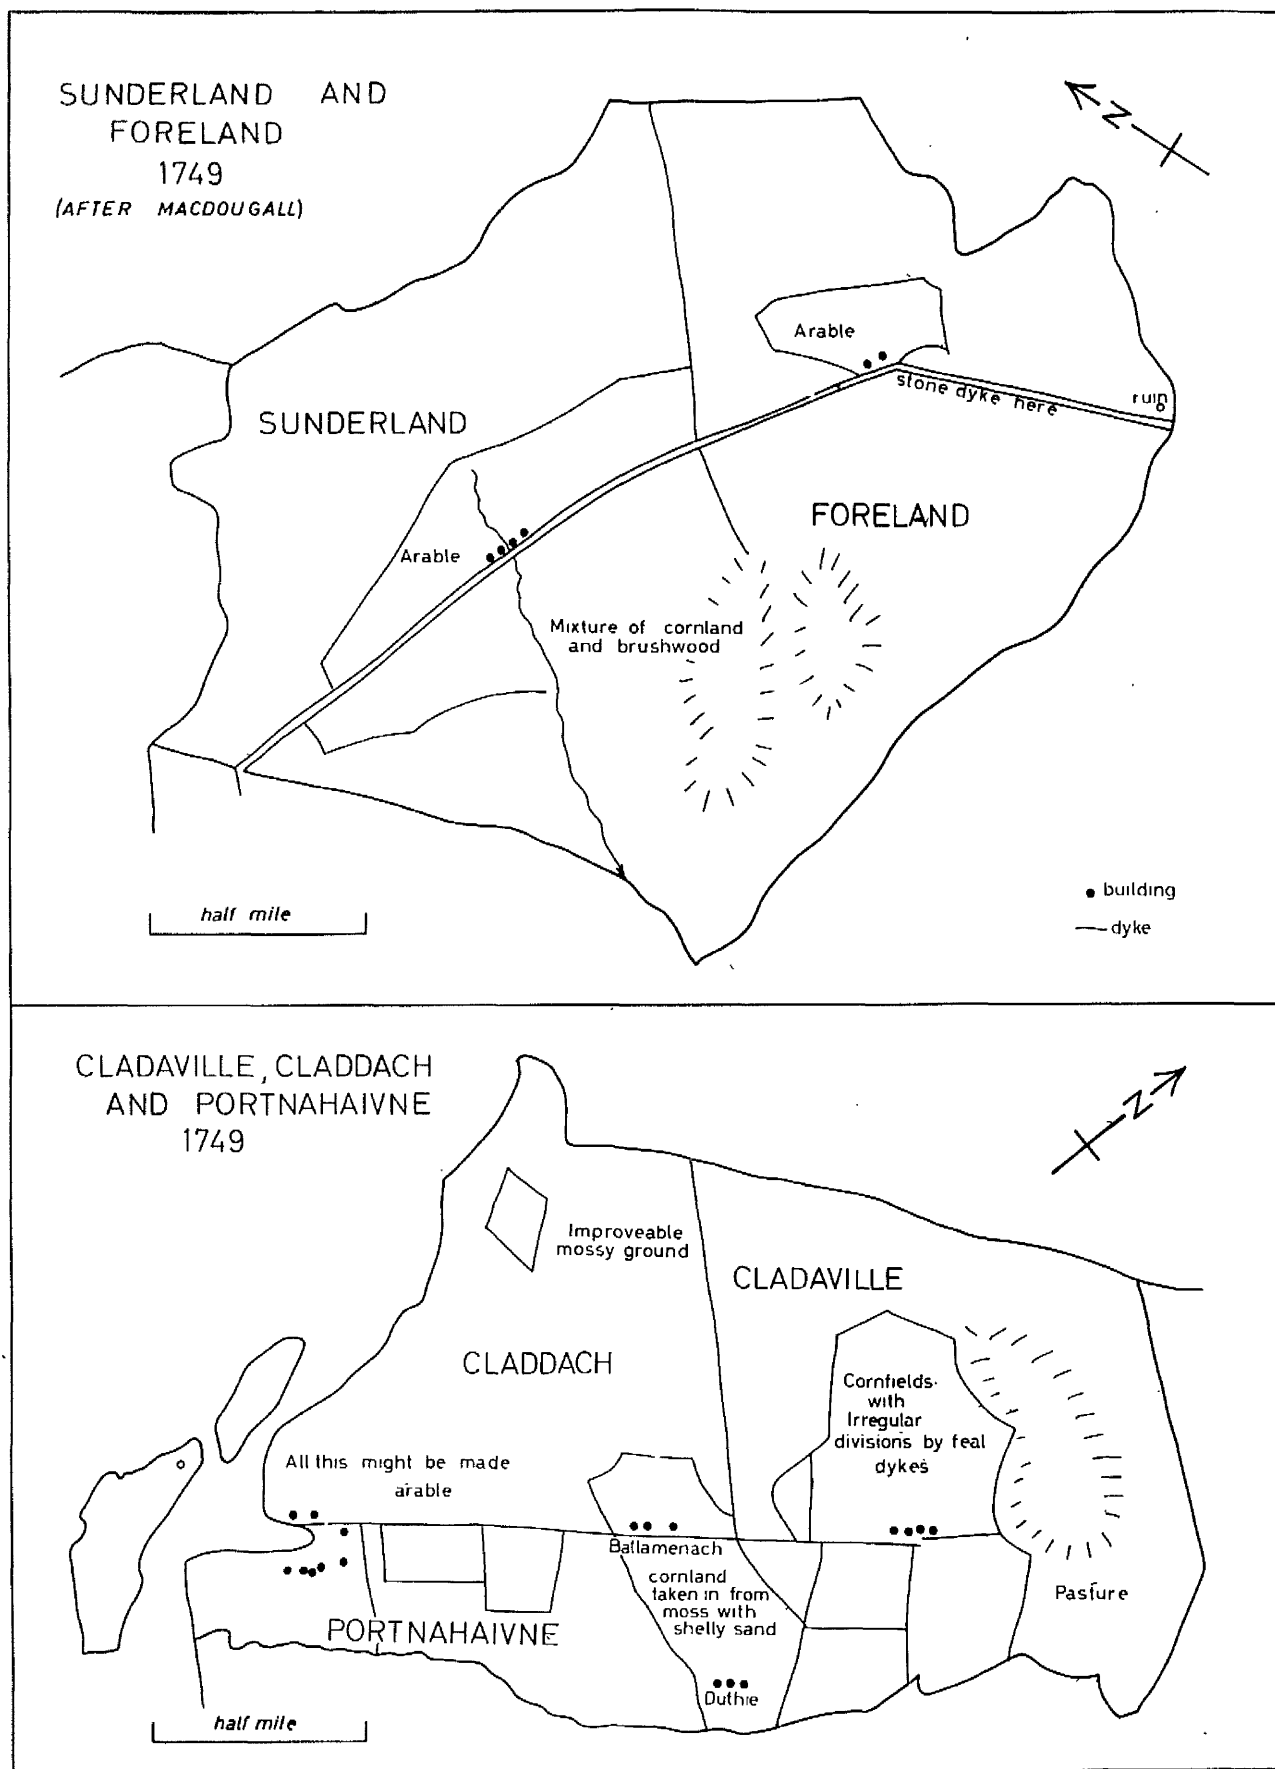 SUNDERLAND AND
FORELAND
1749
(AFTER MACDOUGALL)
N
Arable
stone dyke here
ruin
SUNDERLAND
FORELAND
Arable
Mixture of cornland
and brushwood
building
dyke
half mile
CLADAVILLE, CLADDACH
AND PORTNAHAIVNE
1749
N
Improveable
mossy ground
CLADAVILLE
CLADDACH
Cornfields
with
Irregular
divisions by feal
dykes
All this might be made
arable
Ballamenach
cornland
taken in from
moss with
shelly sand
Pasture
PORTNAHAIVNE
Duthie
half mile